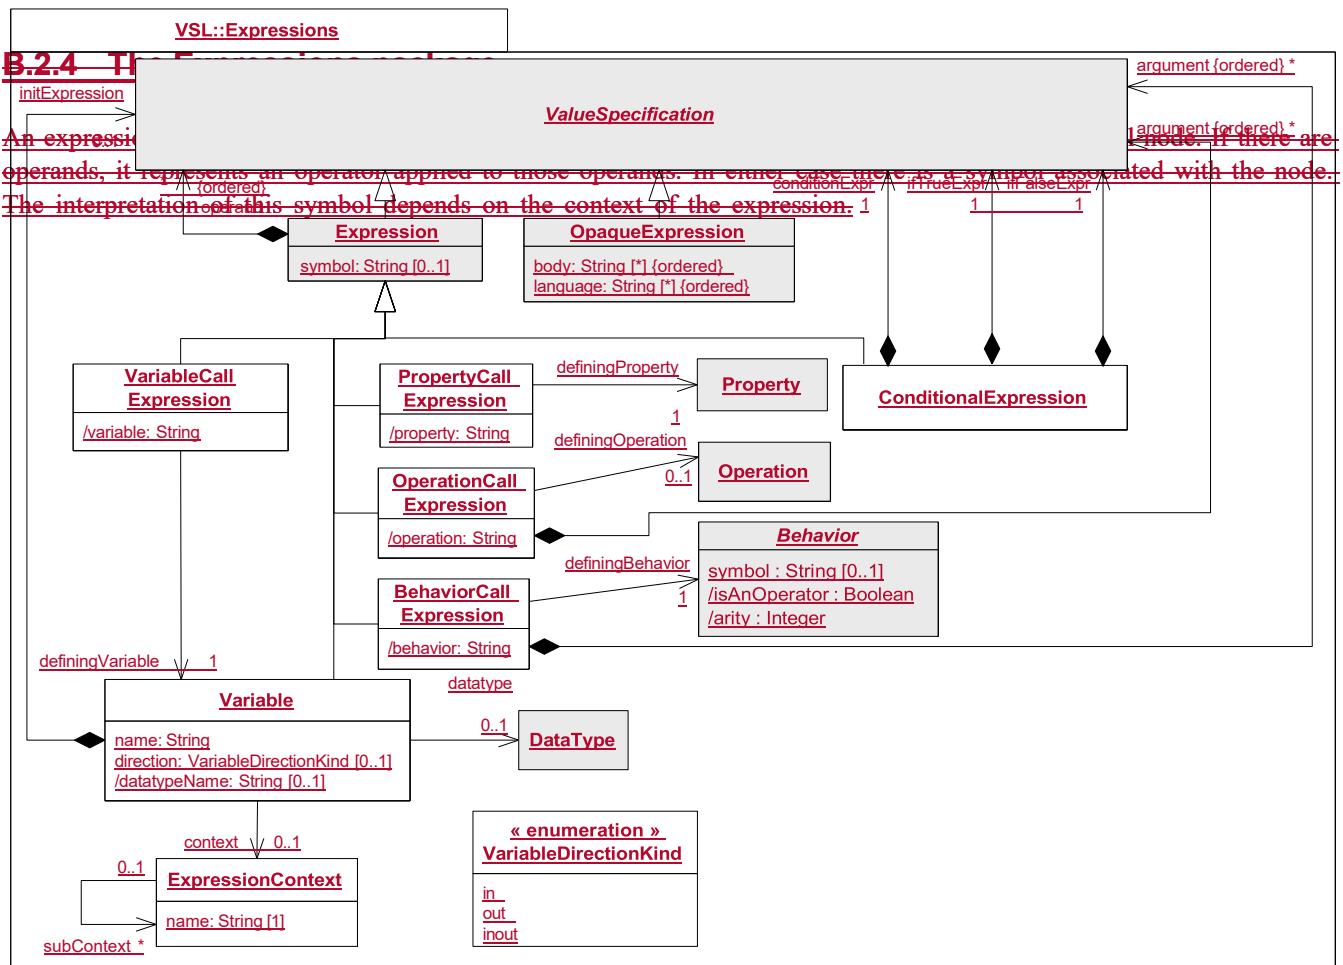 VSL::Expressions
B.2.4 The Expressions package
argument {ordered} *
initExpression
ValueSpecification
argument {ordered} *
An expressi node. If there are
operands, it represents an operator applied to those operands. In either case there is a symbol associated with the node.
{ordered}
conditionExpr ifTrueExpr ifFalseExpr
The interpretation of this symbol depends on the context of the expression.
1 1 1
Expression
symbol: String [0..1]
OpaqueExpression
body: String [*] {ordered}
language: String [*] {ordered}
VariableCall
Expression
/variable: String
PropertyCall
Expression
/property: String
definingProperty
1
Property
ConditionalExpression
OperationCall
Expression
/operation: String
definingOperation
0..1
Operation
BehaviorCall
Expression
/behavior: String
definingBehavior
1
Behavior
symbol : String [0..1]
/isAnOperator : Boolean
/arity : Integer
definingVariable 1
datatype
Variable
name: String
direction: VariableDirectionKind [0..1]
/datatypeName: String [0..1]
0..1
DataType
context 0..1
0..1
ExpressionContext
name: String [1]
subContext *
« enumeration »
VariableDirectionKind
in
out
inout